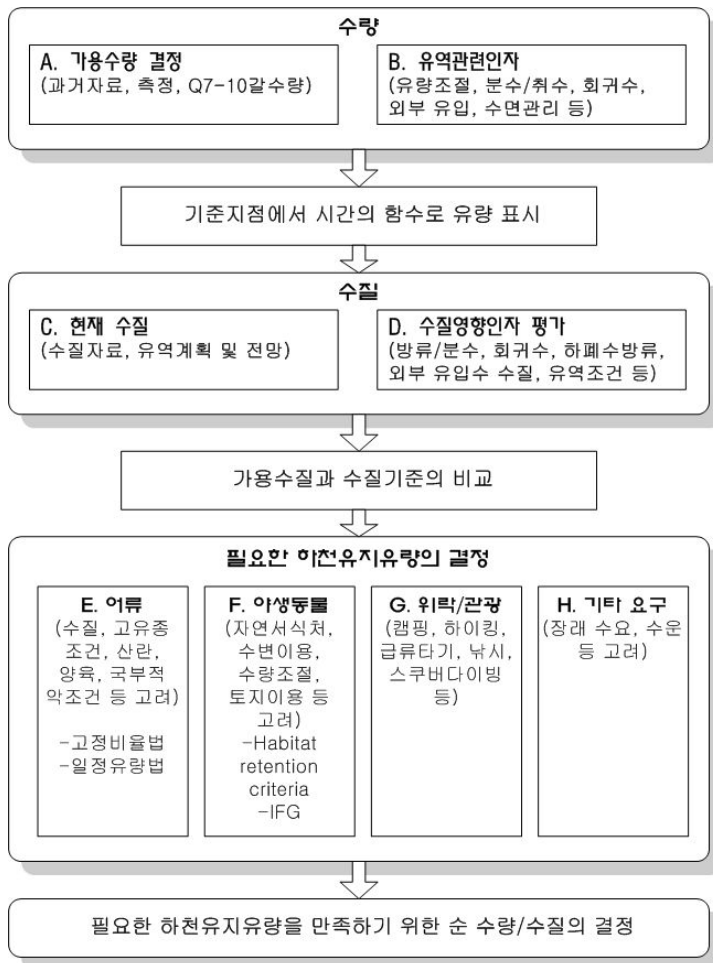 수량
A. 가용수량 결정
(과거자료, 측정, Q7-10갈수량)
B. 유역관련인자
(유량조절, 분수/취수, 회귀수,
외부 유입, 수면관리 등)
기준지점에서 시간의 함수로 유량 표시
수질
C. 현재 수질
(수질자료, 유역계획 및 전망)
D. 수질영향인자 평가
(방류/분수, 회귀수, 하폐수방류,
외부 유입수 수질, 유역조건 등)
가용수질과 수질기준의 비교
필요한 하천유지유량의 결정
E. 어류
(수질, 고유종
조건, 산란,
양육, 국부적
악조건 등 고려)
-고정비율법
-일정유량법
F. 야생동물
(자연서식처,
수변이용,
수량조절,
토지이용 등
고려)
-Habitat
retention
criteria
-IFG
G. 위락/관광
(캠핑, 하이킹,
급류타기, 낚시,
스쿠버다이빙
등)
H. 기타 요구
(장래 수요, 수운
등 고려)
필요한 하천유지유량을 만족하기 위한 순 수량/수질의 결정